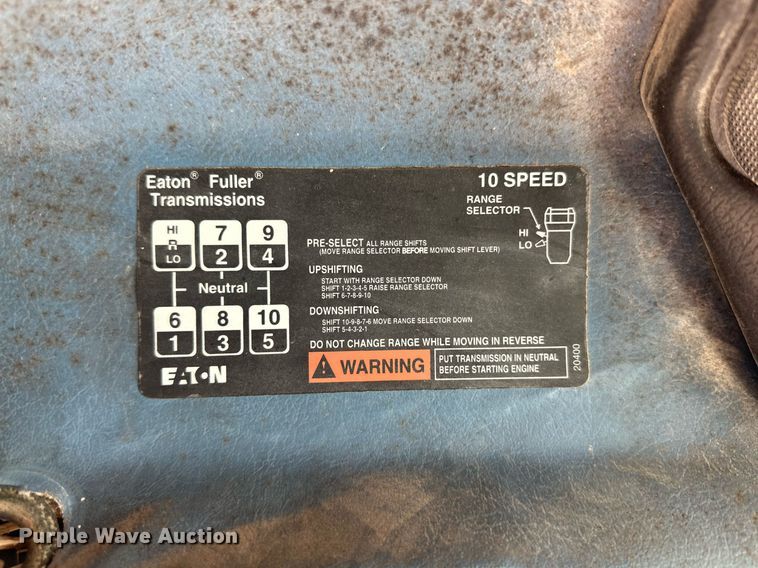 Eaton® Fuller®
Transmissions
10 SPEED
RANGE
SELECTOR
HI
LO
HI
R
LO
7
2
9
4
Neutral
6
1
8
3
10
5
EATON
PRE-SELECT ALL RANGE SHIFTS
(MOVE RANGE SELECTOR BEFORE MOVING SHIFT LEVER)
UPSHIFTING
START WITH RANGE SELECTOR DOWN
SHIFT 1-2-3-4-5 RAISE RANGE SELECTOR
SHIFT 6-7-8-9-10
DOWNSHIFTING
SHIFT 10-9-8-7-6 MOVE RANGE SELECTOR DOWN
SHIFT 5-4-3-2-1
DO NOT CHANGE RANGE WHILE MOVING IN REVERSE
WARNING
PUT TRANSMISSION IN NEUTRAL
BEFORE STARTING ENGINE
20400
Purple Wave Auction